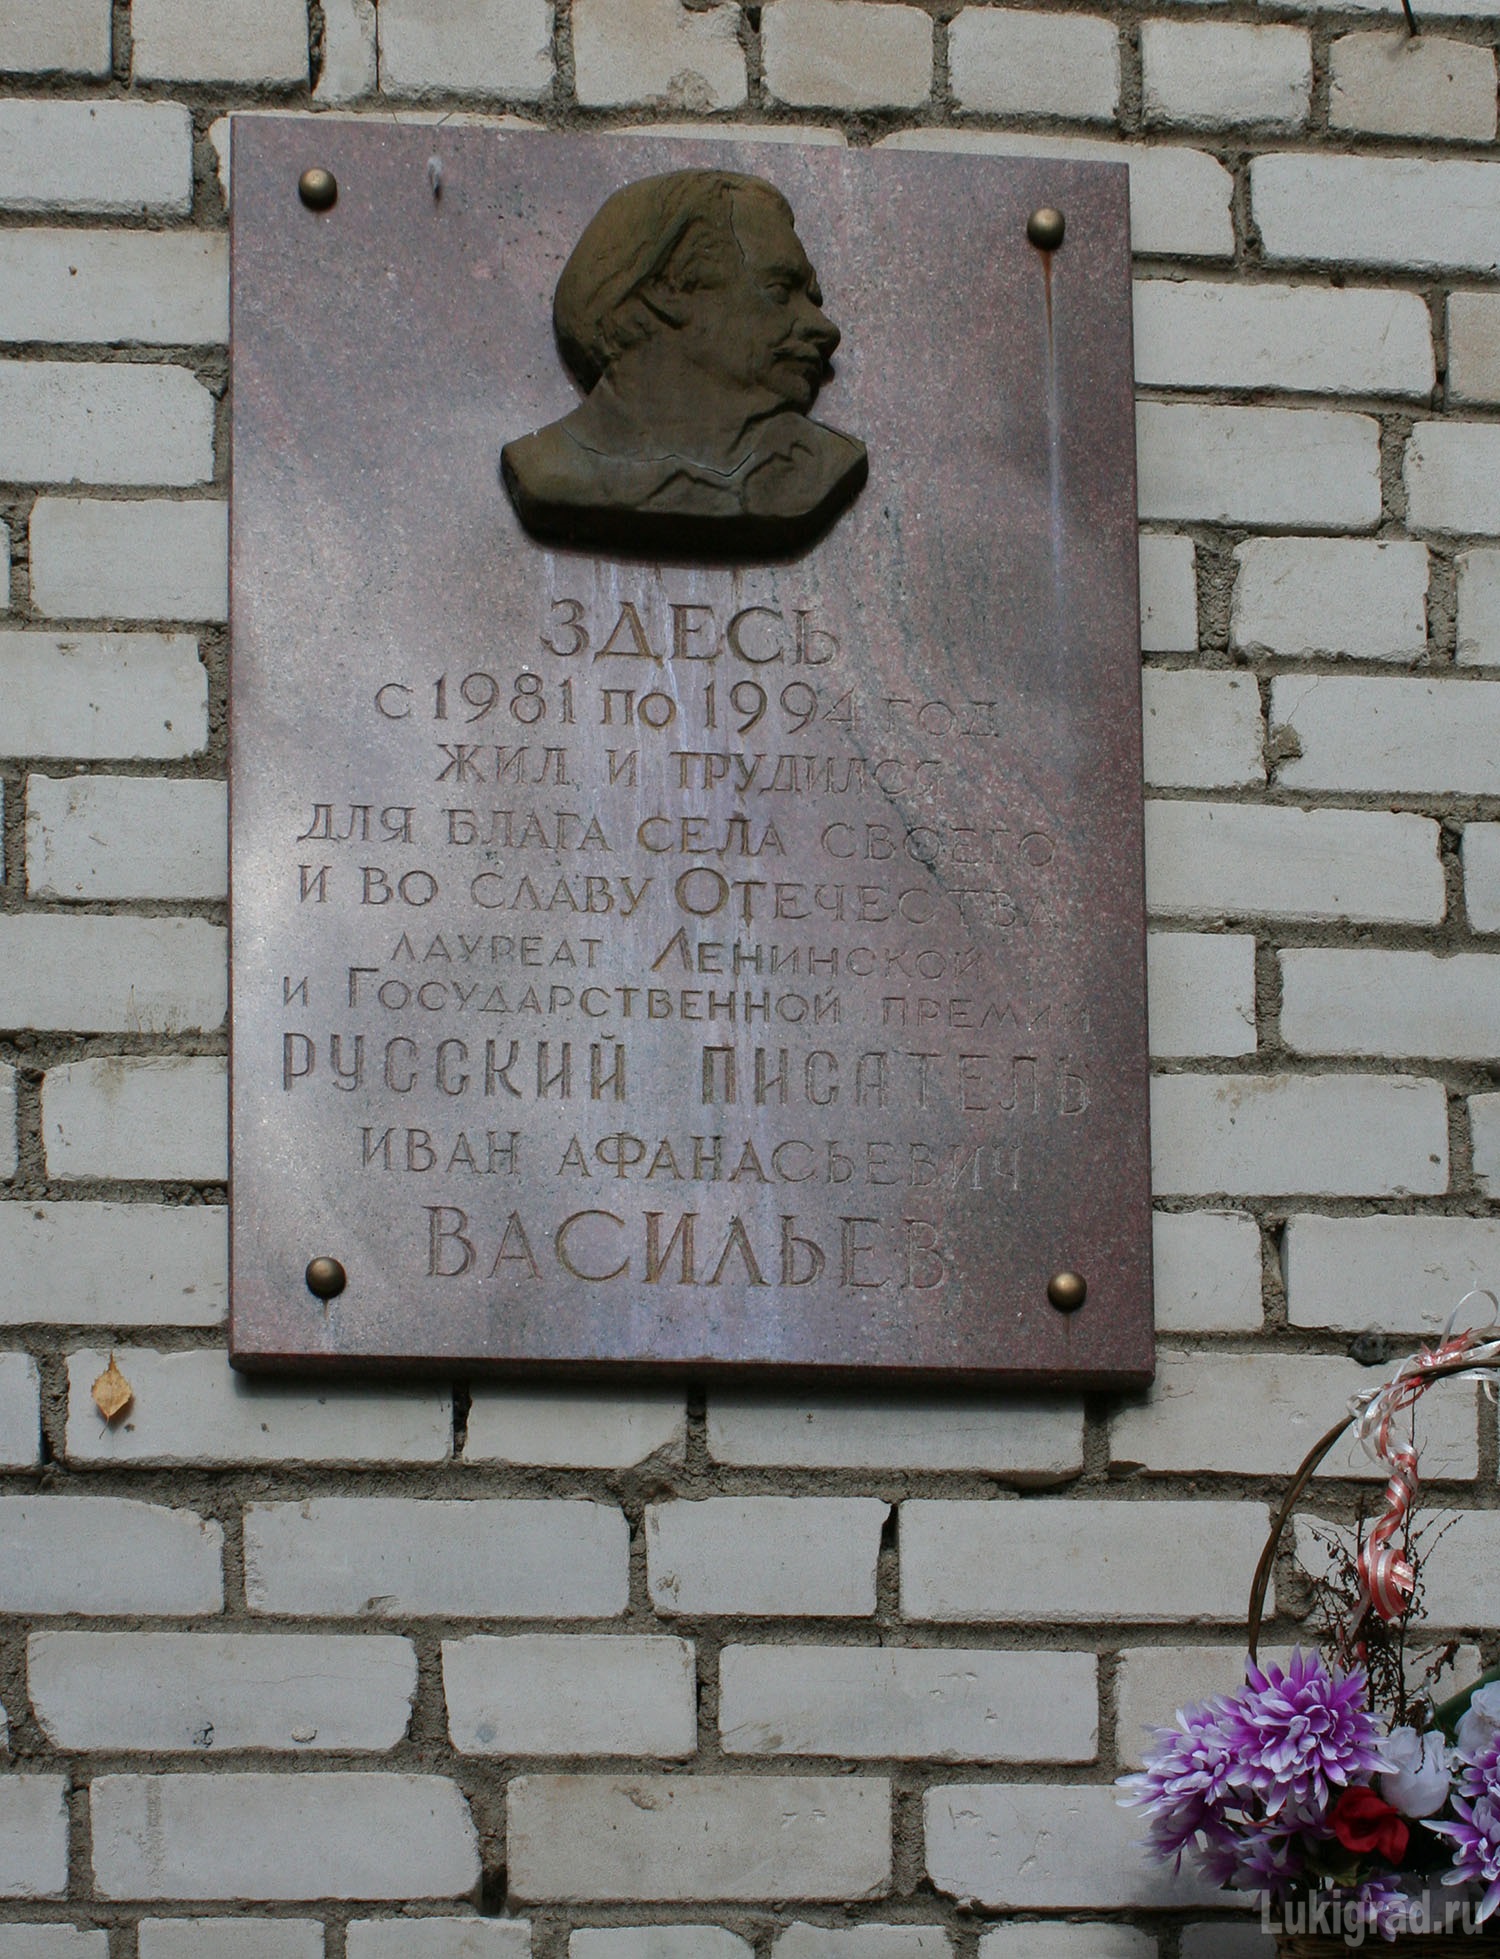 ЗДЕСЬ
С 1981 ПО 1994 ГОД
ЖИЛ И ТРУДИЛСЯ
ДЛЯ БЛАГА СЕЛА СВОЕГО
И ВО СЛАВУ ОТЕЧЕСТВА
ЛАУРЕАТ ЛЕНИНСКОЙ
И ГОСУДАРСТВЕННОЙ ПРЕМИИ
РУССКИЙ ПИСАТЕЛЬ
ИВАН АФАНАСЬЕВИЧ
ВАСИЛЬЕВ
Lukigrad.ru